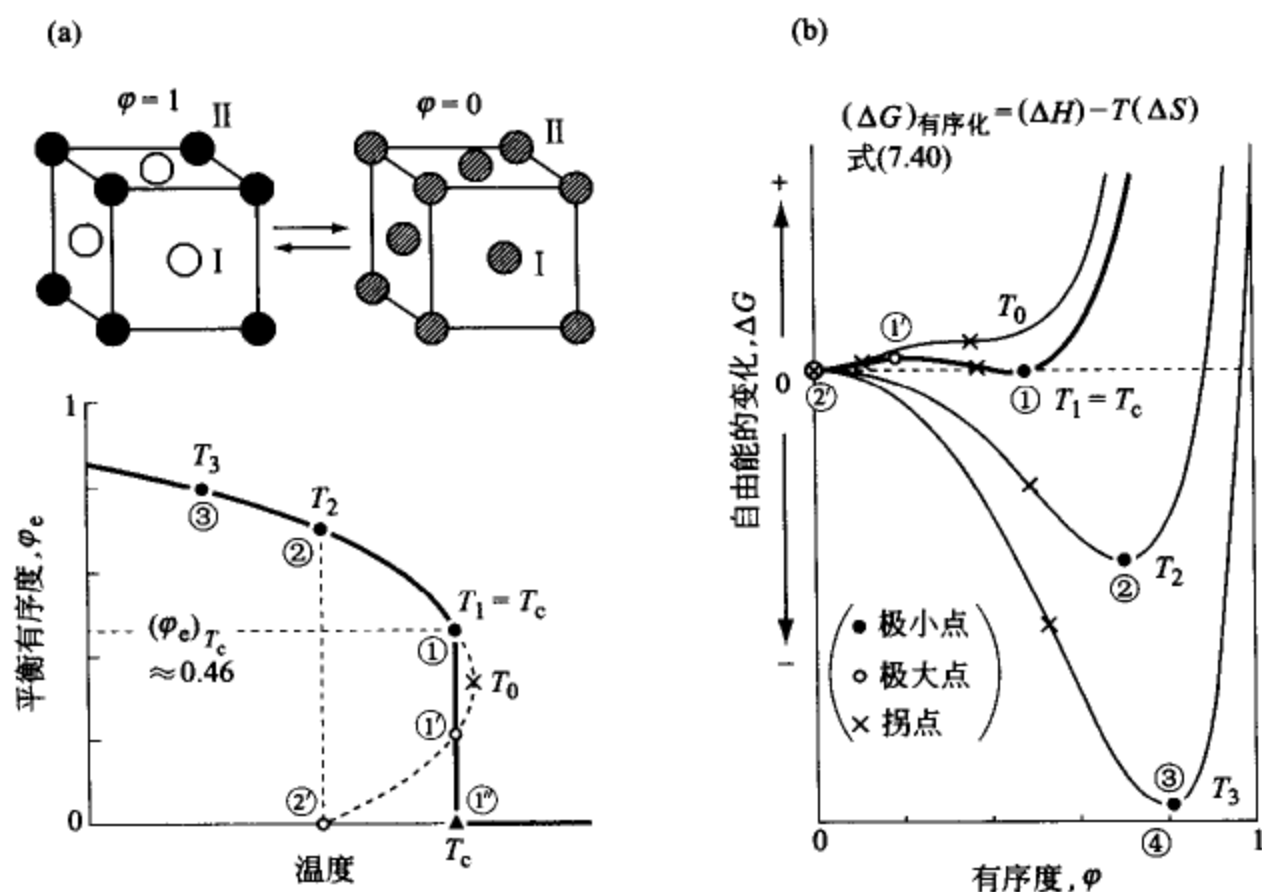 (a)
φ=1
II
I
φ=0
II
I
1
平衡有序度, φe
0
T3
③
T2
②
T1 = Tc
①
(φe)Tc
≈0.46
T0
①′
②′
①″
Tc
温度
(b)
(ΔG)有序化=(ΔH)−T(ΔS)
式(7.40)
+
自由能的变化, ΔG
0
−
T0
①′
②′
①
T1 = Tc
②
T2
● 极小点
○ 极大点
× 拐点
③
T3
④
0
1
有序度, φ